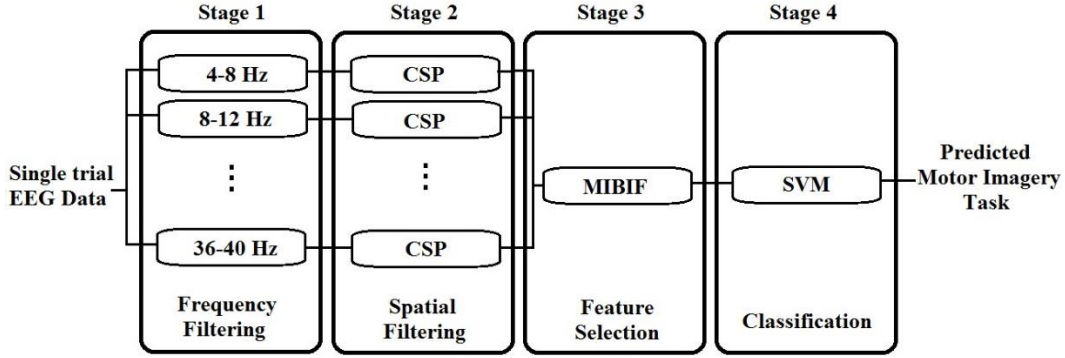 Stage 1
Stage 2
Stage 3
Stage 4
4-8 Hz
CSP
8-12 Hz
CSP
Single trial
EEG Data
⋮
⋮
MIBIF
SVM
Predicted
Motor Imagery
Task
36-40 Hz
CSP
Frequency
Filtering
Spatial
Filtering
Feature
Selection
Classification